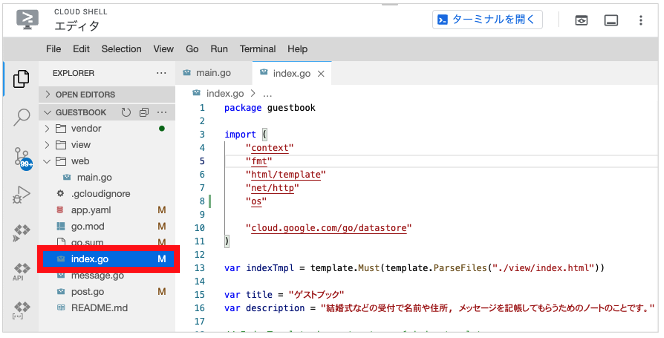 CLOUD SHELL
エディタ
ターミナルを開く
File Edit Selection View Go Run Terminal Help
EXPLORER ...
OPEN EDITORS
GUESTBOOK ...
vendor
view
web
main.go
.gcloudignore
app.yaml M
go.mod M
go.sum M
index.go M
message.go
post.go M
README.md
99+
API
main.go index.go
index.go > ...
1 package guestbook
2
3 import (
4 "context"
5 "fmt"
6 "html/template"
7 "net/http"
8 "os"
9
10 "cloud.google.com/go/datastore"
11 )
12
13 var indexTmpl = template.Must(template.ParseFiles("./view/index.html"))
14
15 var title = "ゲストブック"
16 var description = "結婚式などの受付で名前や住所, メッセージを記録してもらうためのノートのことです。"
17